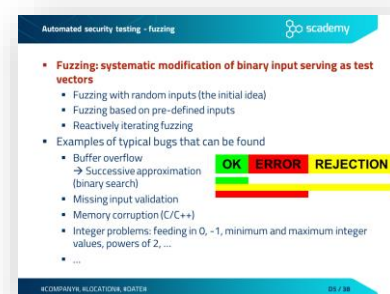 Automated security testing - fuzzing
scademy
Fuzzing: systematic modification of binary input serving as test
vectors
Fuzzing with random inputs (the initial idea)
Fuzzing based on pre-defined inputs
Reactively iterating fuzzing
Examples of typical bugs that can be found
Buffer overflow
→ Successive approximation
(binary search)
OK ERROR REJECTION
Missing input validation
Memory corruption (C/C++)
Integer problems: feeding in 0, -1, minimum and maximum integer
values, powers of 2, ...
...
#COMPANY#, #LOCATION#, #DATE#
D3 / 38